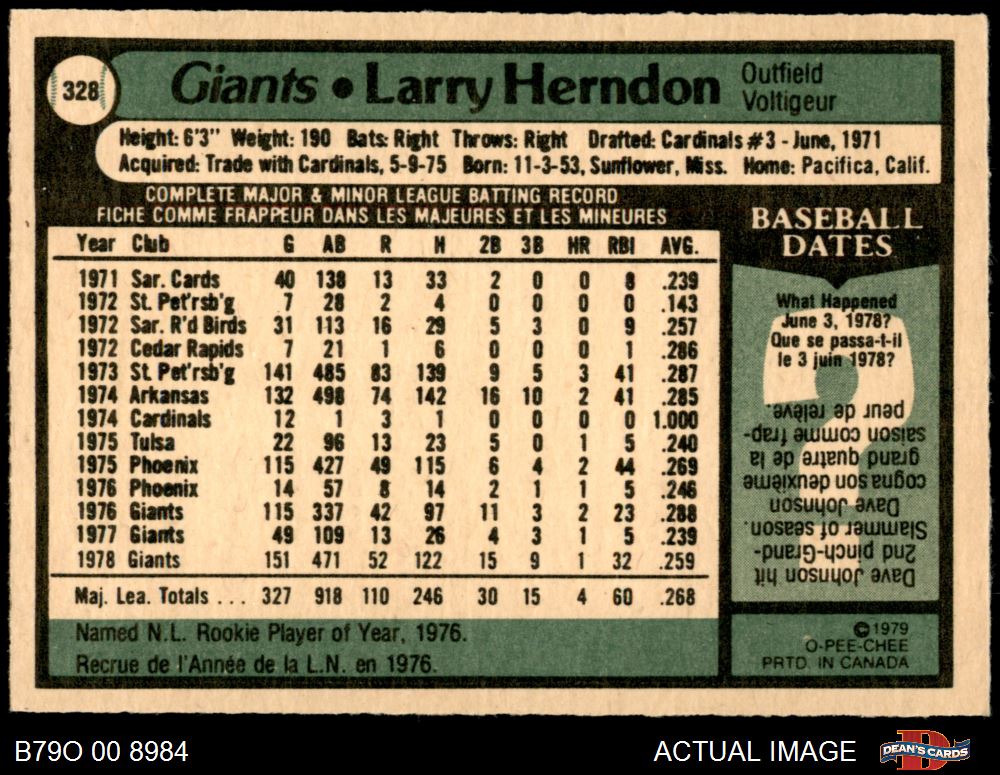 328
Giants • Larry Herndon
Outfield
Voltigeur
Height: 6'3" Weight: 190 Bats: Right Throws: Right Drafted: Cardinals #3 - June, 1971
Acquired: Trade with Cardinals, 5-9-75 Born: 11-3-53, Sunflower, Miss. Home: Pacifica, Calif.
COMPLETE MAJOR & MINOR LEAGUE BATTING RECORD
FICHE COMME FRAPPEUR DANS LES MAJEURES ET LES MINEURES
Year Club G AB R H 2B 3B HR RBI AVG.
1971 Sar. Cards 40 138 13 33 2 0 0 8 .239
1972 St. Pet'rsb'g 7 28 2 4 0 0 0 0 .143
1972 Sar. R'd Birds 31 113 16 29 5 3 0 9 .257
1972 Cedar Rapids 7 21 1 6 0 0 0 1 .286
1973 St. Pet'rsb'g 141 485 83 139 9 5 3 41 .287
1974 Arkansas 132 498 74 142 16 10 2 41 .285
1974 Cardinals 12 1 3 1 0 0 0 0 1.000
1975 Tulsa 22 96 13 23 5 0 1 5 .240
1975 Phoenix 115 427 49 115 6 4 2 44 .269
1976 Phoenix 14 57 8 14 2 1 1 5 .246
1976 Giants 115 337 42 97 11 3 2 23 .288
1977 Giants 49 109 13 26 4 3 1 5 .239
1978 Giants 151 471 52 122 15 9 1 32 .259
Maj. Lea. Totals ... 327 918 110 246 30 15 4 60 .268
Named N.L. Rookie Player of Year, 1976.
Recrue de l'Année de la L.N. en 1976.
BASEBALL
DATES
What Happened
June 3, 1978?
Que se passa-t-il
le 3 juin 1978?
Dave Johnson hit
2nd pinch-Grand-
Slammer of season.
Dave Johnson
cogna son deuxième
grand quatre de la
saison comme frap-
peur de relève.
©1979
O-PEE-CHEE
PRTD. IN CANADA
B79O 00 8984
ACTUAL IMAGE
DEAN'S CARDS